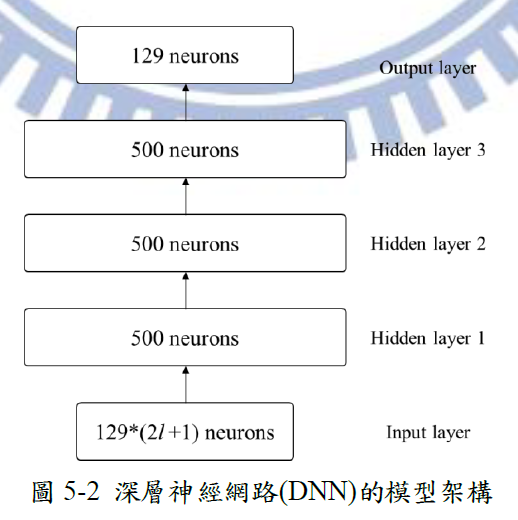 129 neurons
Output layer
500 neurons
Hidden layer 3
500 neurons
Hidden layer 2
500 neurons
Hidden layer 1
129*(2l+1) neurons
Input layer
圖 5-2 深層神經網路(DNN)的模型架構